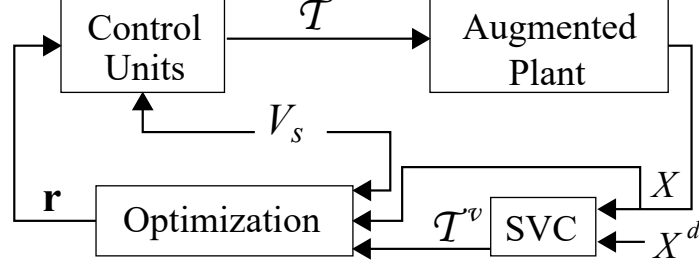 Control
Units
𝒯
Augmented
Plant
V_s
r
Optimization
𝒯^v
SVC
X
X^d